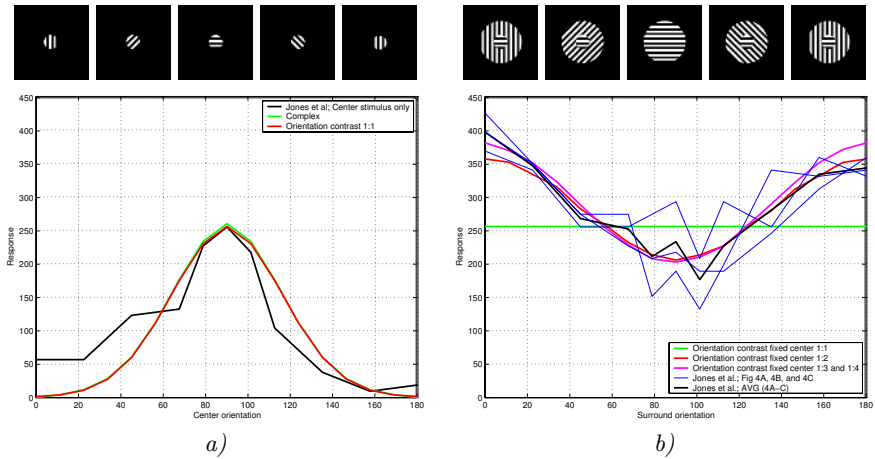 450
400
350
300
250
200
150
100
50
0
Response
0 20 40 60 80 100 120 140 160 180
Center orientation
Jones et al; Center stimulus only
Complex
Orientation contrast 1:1
a)
450
400
350
300
250
200
150
100
50
0
Response
0 20 40 60 80 100 120 140 160 180
Surround orientation
Orientation contrast fixed center 1:1
Orientation contrast fixed center 1:2
Orientation contrast fixed center 1:3 and 1:4
Jones et al.; Fig 4A, 4B, and 4C
Jones et al.; AVG (4A-C)
b)